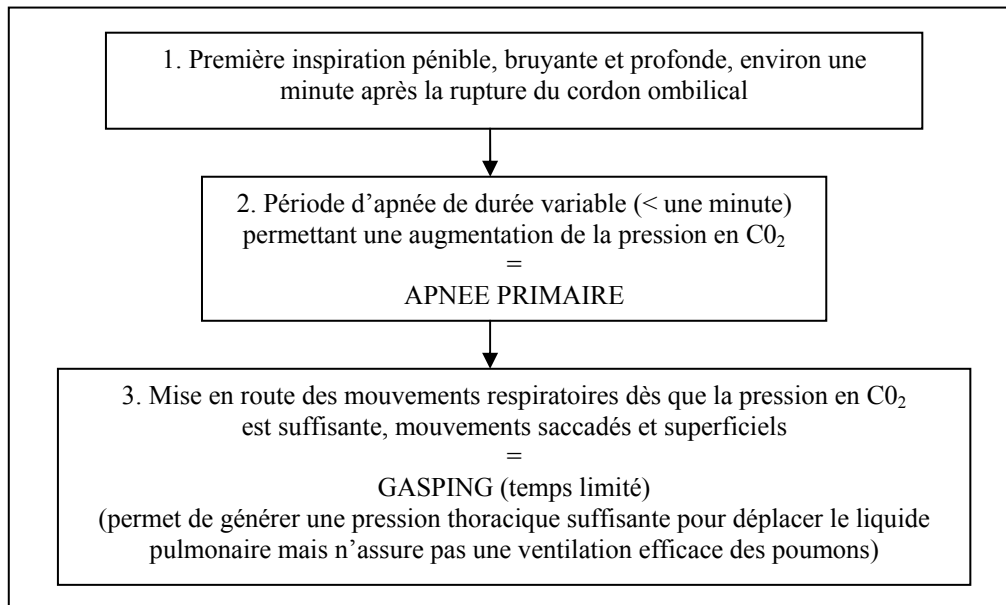 1. Première inspiration pénible, bruyante et profonde, environ une
minute après la rupture du cordon ombilical
2. Période d’apnée de durée variable (< une minute)
permettant une augmentation de la pression en C0₂
=
APNEE PRIMAIRE
3. Mise en route des mouvements respiratoires dès que la pression en C0₂
est suffisante, mouvements saccadés et superficiels
=
GASPING (temps limité)
(permet de générer une pression thoracique suffisante pour déplacer le liquide
pulmonaire mais n’assure pas une ventilation efficace des poumons)